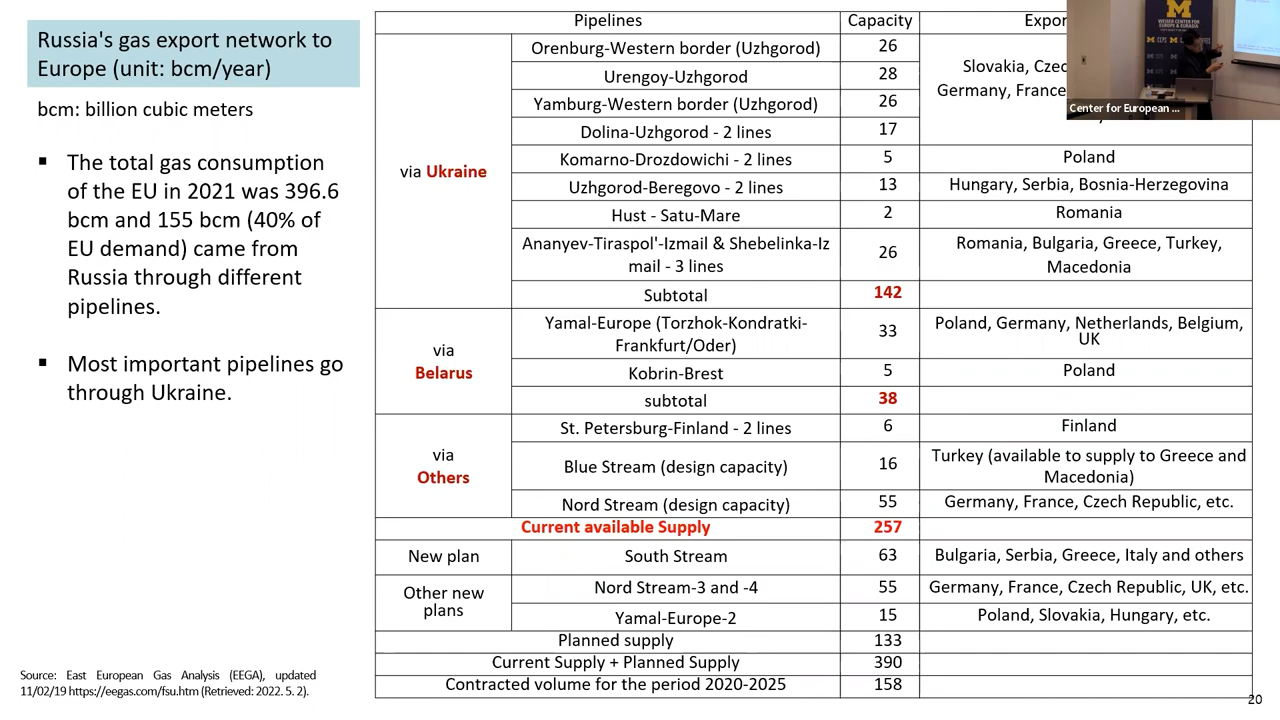 Russia's gas export network to
Europe (unit: bcm/year)
bcm: billion cubic meters
▪ The total gas consumption
of the EU in 2021 was 396.6
bcm and 155 bcm (40% of
EU demand) came from
Russia through different
pipelines.
▪ Most important pipelines go
through Ukraine.
Source: East European Gas Analysis (EEGA), updated
11/02/19 https://eegas.com/fsu.htm (Retrieved: 2022. 5. 2).
Pipelines Capacity
via Ukraine
Orenburg-Western border (Uzhgorod) 26
Urengoy-Uzhgorod 28
Yamburg-Western border (Uzhgorod) 26
Dolina-Uzhgorod - 2 lines 17
Slovakia,
Germany,
Komarno-Drozdowichi - 2 lines 5 Poland
Uzhgorod-Beregovo - 2 lines 13 Hungary, Serbia, Bosnia-Herzegovina
Hust - Satu-Mare 2 Romania
Ananyev-Tiraspol'-Izmail & Shebelinka-Iz
mail - 3 lines 26 Romania, Bulgaria, Greece, Turkey,
Macedonia
Subtotal 142
via
Belarus
Yamal-Europe (Torzhok-Kondratki-
Frankfurt/Oder) 33 Poland, Germany, Netherlands, Belgium,
UK
Kobrin-Brest 5 Poland
subtotal 38
via
Others
St. Petersburg-Finland - 2 lines 6 Finland
Blue Stream (design capacity) 16 Turkey (available to supply to Greece and
Macedonia)
Nord Stream (design capacity) 55 Germany, France, Czech Republic, etc.
Current available Supply 257
New plan South Stream 63 Bulgaria, Serbia, Greece, Italy and others
Other new
plans
Nord Stream-3 and -4 55 Germany, France, Czech Republic, UK, etc.
Yamal-Europe-2 15 Poland, Slovakia, Hungary, etc.
Planned supply 133
Current Supply + Planned Supply 390
Contracted volume for the period 2020-2025 158
20
M
WEISER CENTER FOR
EUROPE & EURASIA
Center for European ...